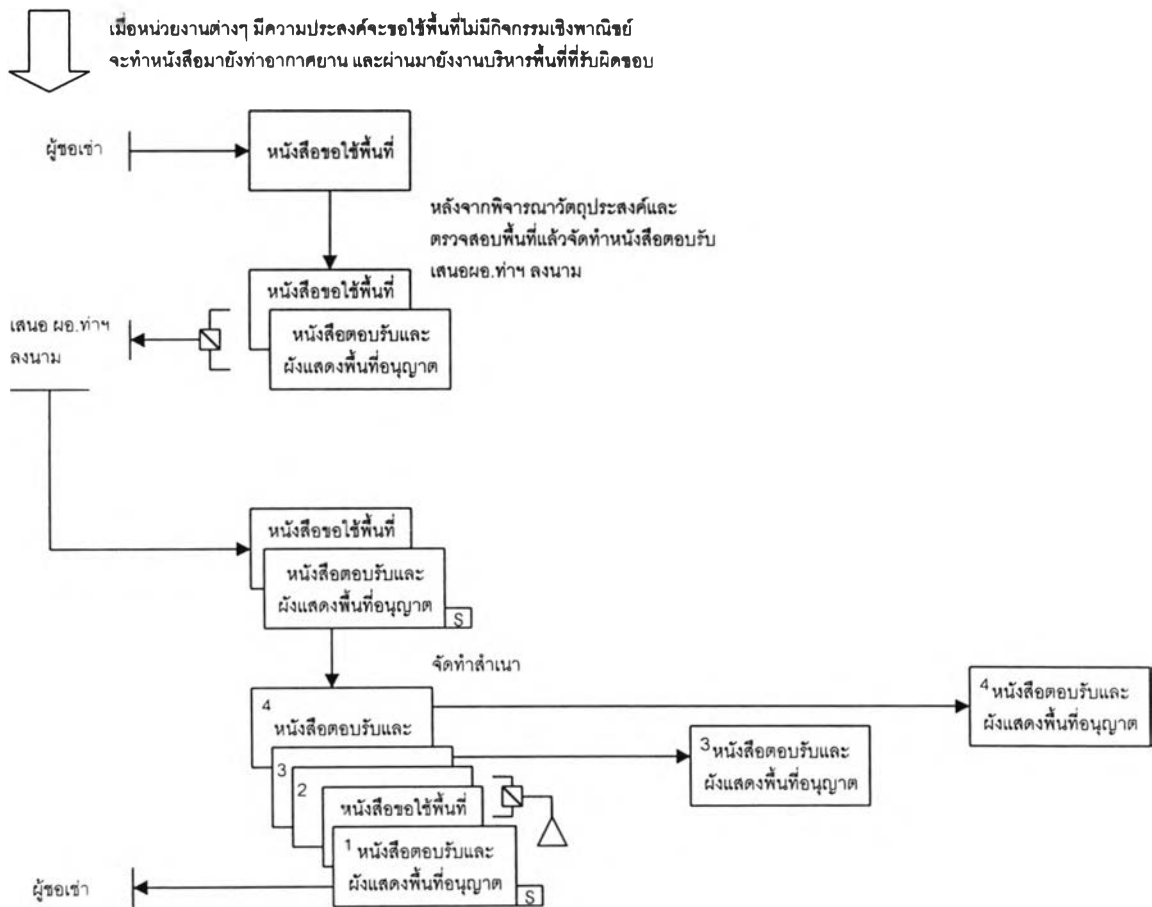 เมื่อหน่วยงานต่างๆ มีความประสงค์จะขอใช้พื้นที่ไม่มีกิจกรรมเชิงพาณิชย์
จะทำหนังสือมายังท่าอากาศยาน และผ่านมายังงานบริหารพื้นที่ที่รับผิดชอบ
ผู้ขอเช่า
หนังสือขอใช้พื้นที่
หลังจากพิจารณาวัตถุประสงค์และ
ตรวจสอบพื้นที่แล้วจัดทำหนังสือตอบรับ
เสนอผอ.ท่าฯ ลงนาม
หนังสือขอใช้พื้นที่
หนังสือตอบรับและ
ผังแสดงพื้นที่อนุญาต
เสนอ ผอ.ท่าฯ
ลงนาม
หนังสือขอใช้พื้นที่
หนังสือตอบรับและ
ผังแสดงพื้นที่อนุญาต
S
จัดทำสำเนา
4
หนังสือตอบรับและ
4 หนังสือตอบรับและ
ผังแสดงพื้นที่อนุญาต
3
3 หนังสือตอบรับและ
ผังแสดงพื้นที่อนุญาต
2
หนังสือขอใช้พื้นที่
1 หนังสือตอบรับและ
ผังแสดงพื้นที่อนุญาต
S
ผู้ขอเช่า